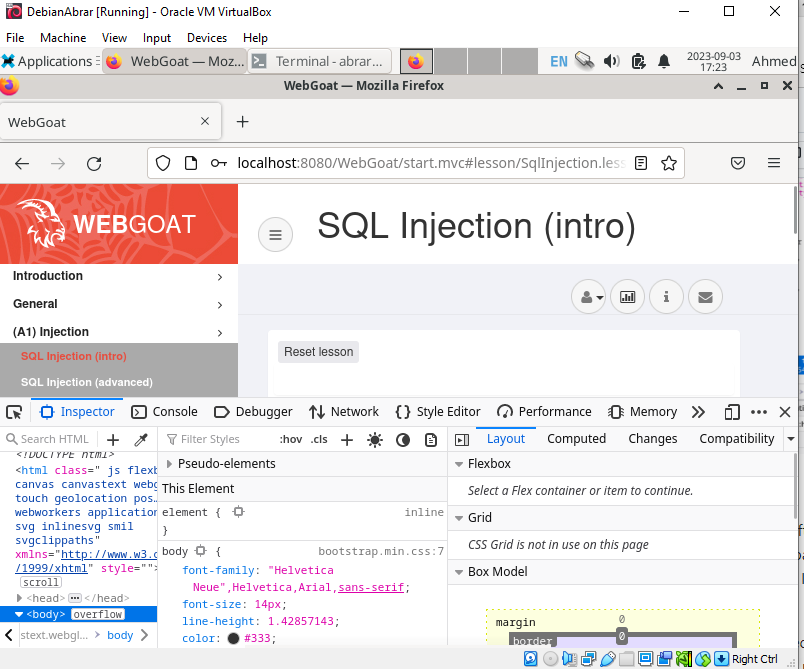 DebianAbrar [Running] - Oracle VM VirtualBox
File Machine View Input Devices Help
Applications WebGoat — Moz... Terminal - abrar... EN 2023-09-03 17:23 Ahmed
WebGoat — Mozilla Firefox
WebGoat
localhost:8080/WebGoat/start.mvc#lesson/SqlInjection.less
WEBGOAT
SQL Injection (intro)
Introduction
General
(A1) Injection
SQL Injection (intro)
SQL Injection (advanced)
Reset lesson
Inspector Console Debugger Network Style Editor Performance Memory
Search HTML
<!DOCTYPE html>
<html class=" js flexb
canvas canvastext webg
touch geolocation pos…
webworkers application
svg inlinesvg smil
svgclippaths"
xmlns="http://www.w3.o
/1999/xhtml" style="">
scroll
<head> ••• </head>
<body> overflow
stext.webgl… body
Filter Styles :hov .cls
Pseudo-elements
This Element
element { inline
}
body { bootstrap.min.css:7
font-family: "Helvetica
Neue",Helvetica,Arial,sans-serif;
font-size: 14px;
line-height: 1.42857143;
color: #333;
Layout Computed Changes Compatibility
Flexbox
Select a Flex container or item to continue.
Grid
CSS Grid is not in use on this page
Box Model
margin 0
border 0
Right Ctrl